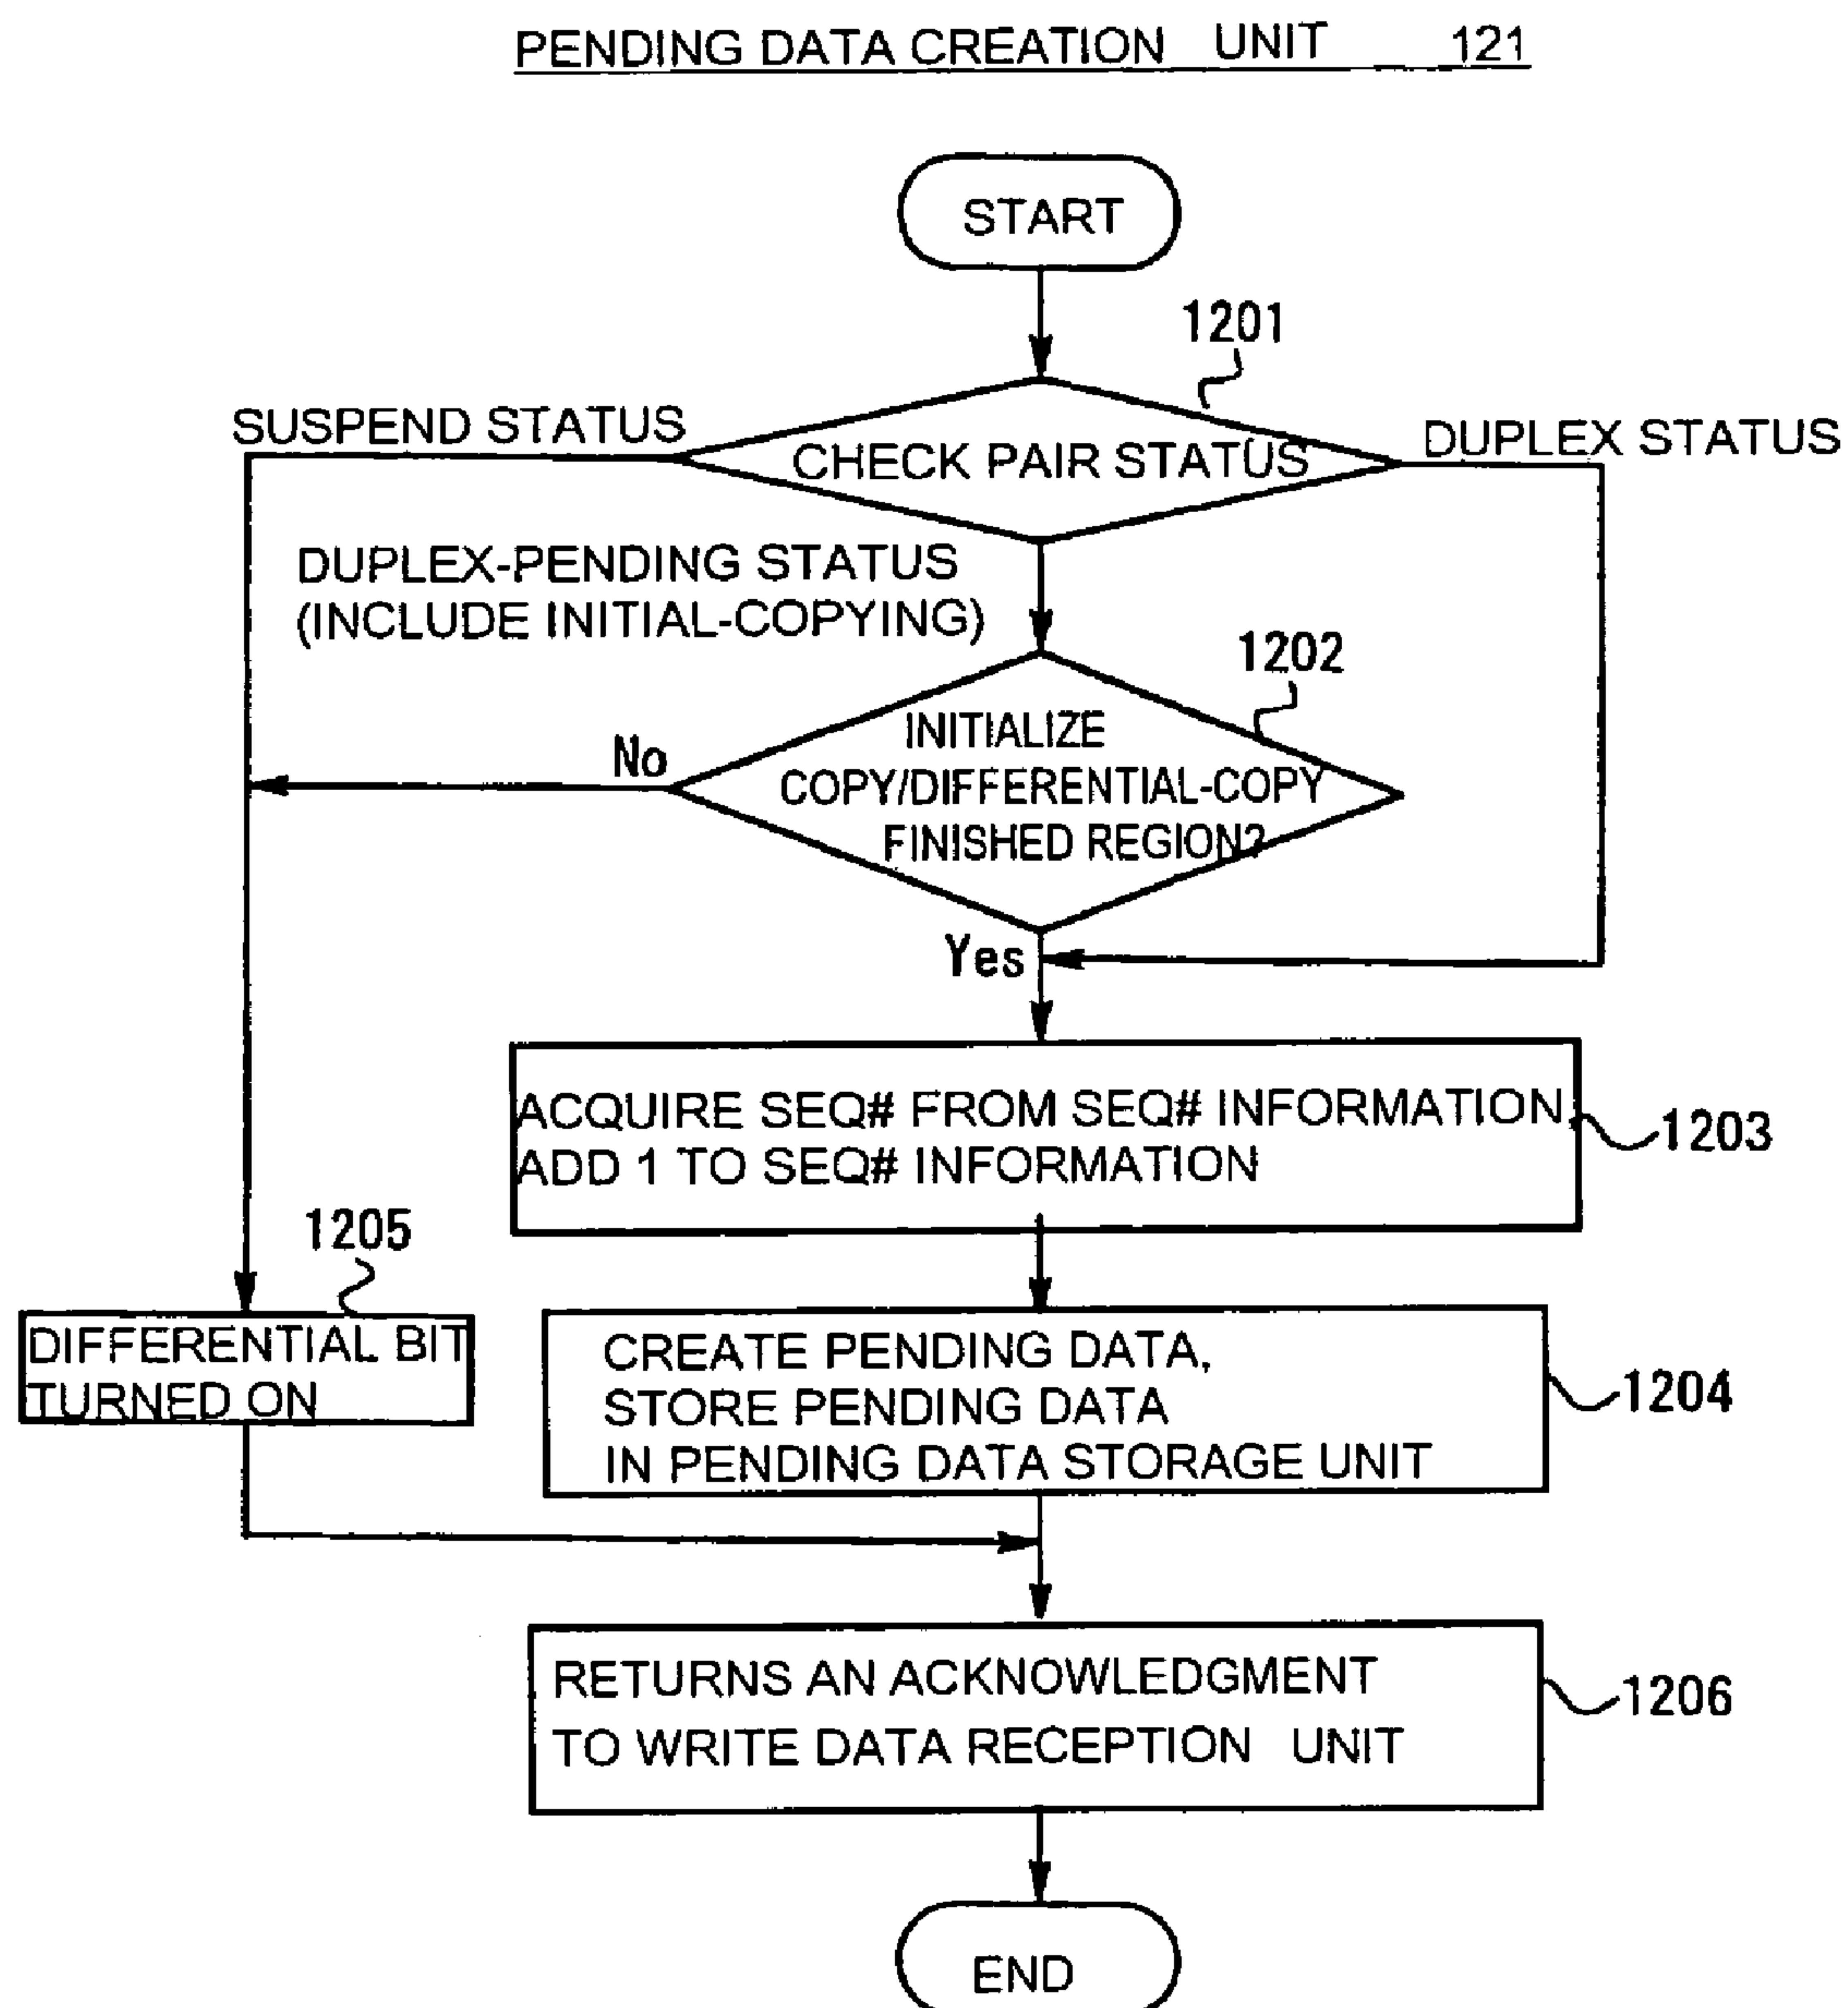 PENDING DATA CREATION UNIT 121
START
1201
SUSPEND STATUS
CHECK PAIR STATUS
DUPLEX STATUS
DUPLEX-PENDING STATUS
(INCLUDE INITIAL-COPYING)
1202
INITIALIZE
COPY/DIFFERENTIAL-COPY
FINISHED REGION?
No
Yes
ACQUIRE SEQ# FROM SEQ# INFORMATION
ADD 1 TO SEQ# INFORMATION
1203
1205
DIFFERENTIAL BIT
TURNED ON
CREATE PENDING DATA,
STORE PENDING DATA
IN PENDING DATA STORAGE UNIT
1204
RETURNS AN ACKNOWLEDGMENT
TO WRITE DATA RECEPTION UNIT
1206
END